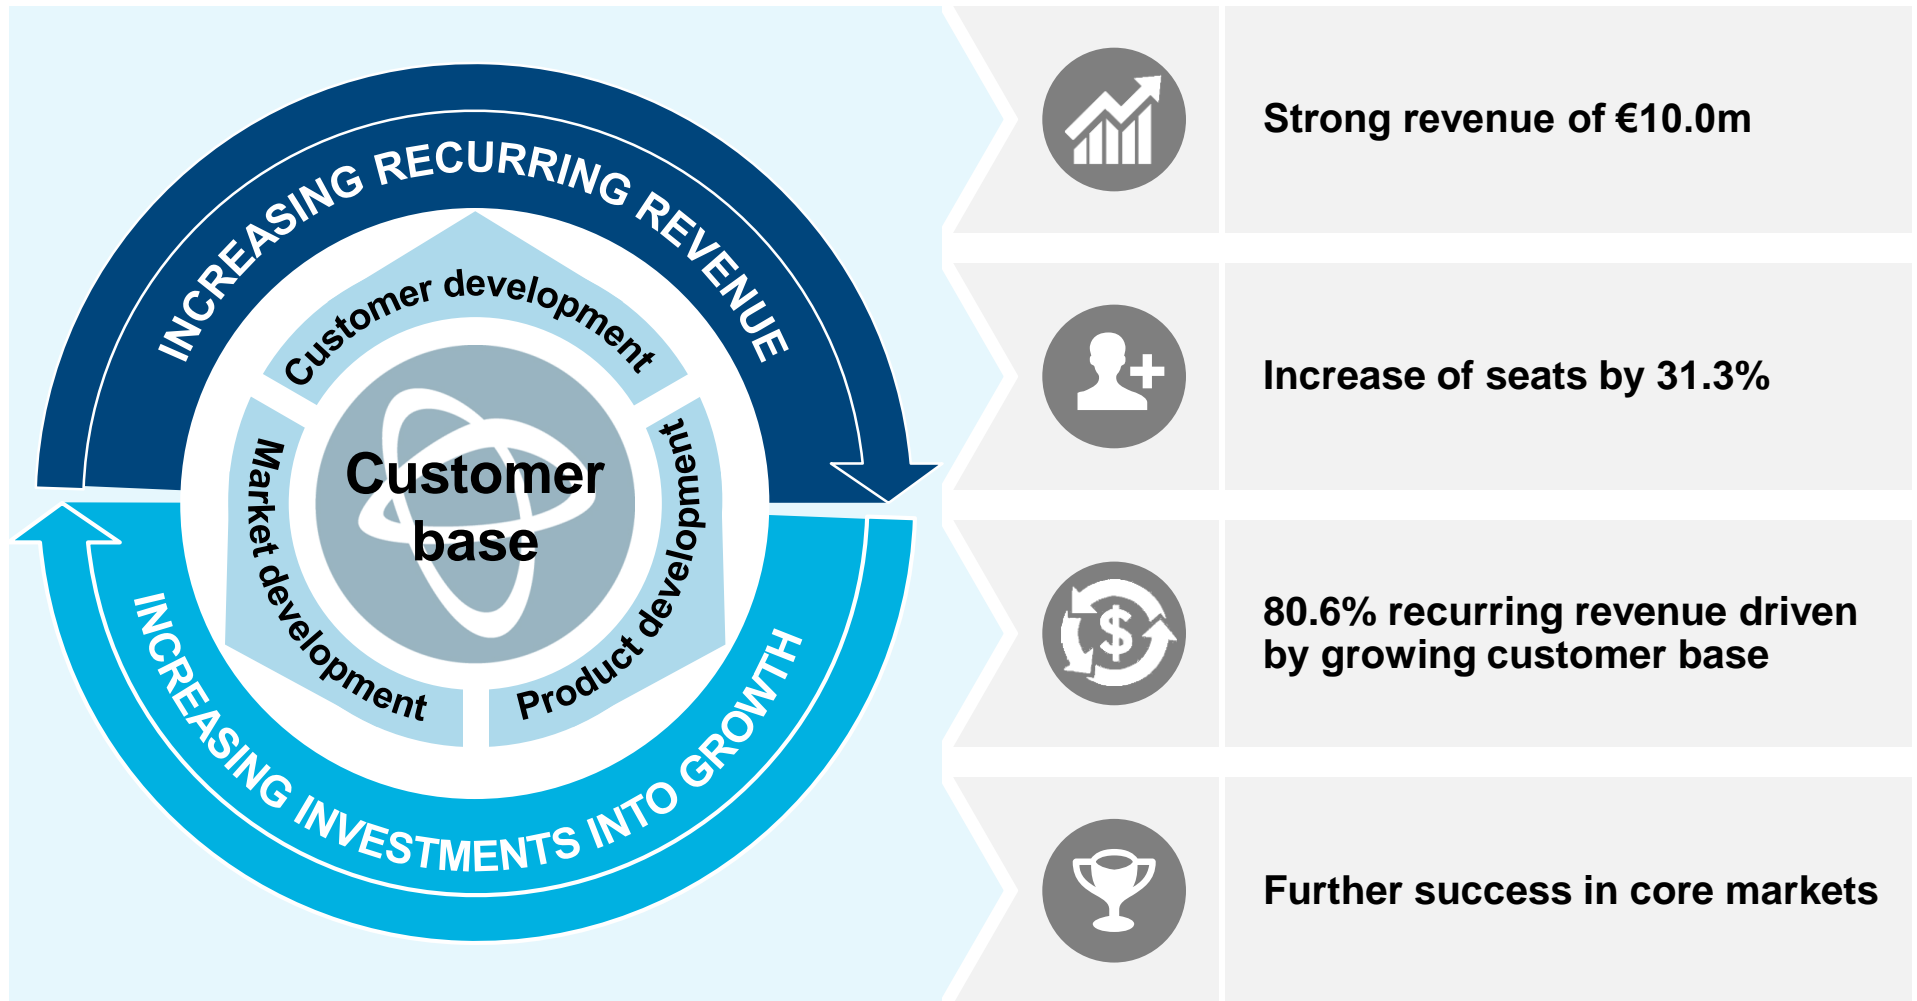 INCREASING RECURRING REVENUE
Customer development
Market development
Product development
Customer
base
INCREASING INVESTMENTS INTO GROWTH
Strong revenue of €10.0m
Increase of seats by 31.3%
$
80.6% recurring revenue driven
by growing customer base
Further success in core markets